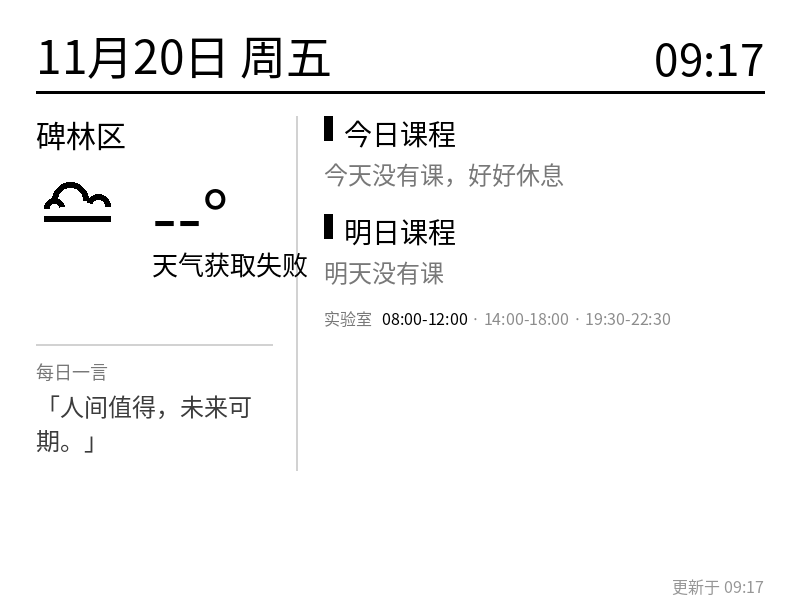 11月20日 周五
09:17
碑林区
--°
天气获取失败
每日一言
「人间值得，未来可
期。」
今日课程
今天没有课，好好休息
明日课程
明天没有课
实验室 08:00-12:00 · 14:00-18:00 · 19:30-22:30
更新于 09:17